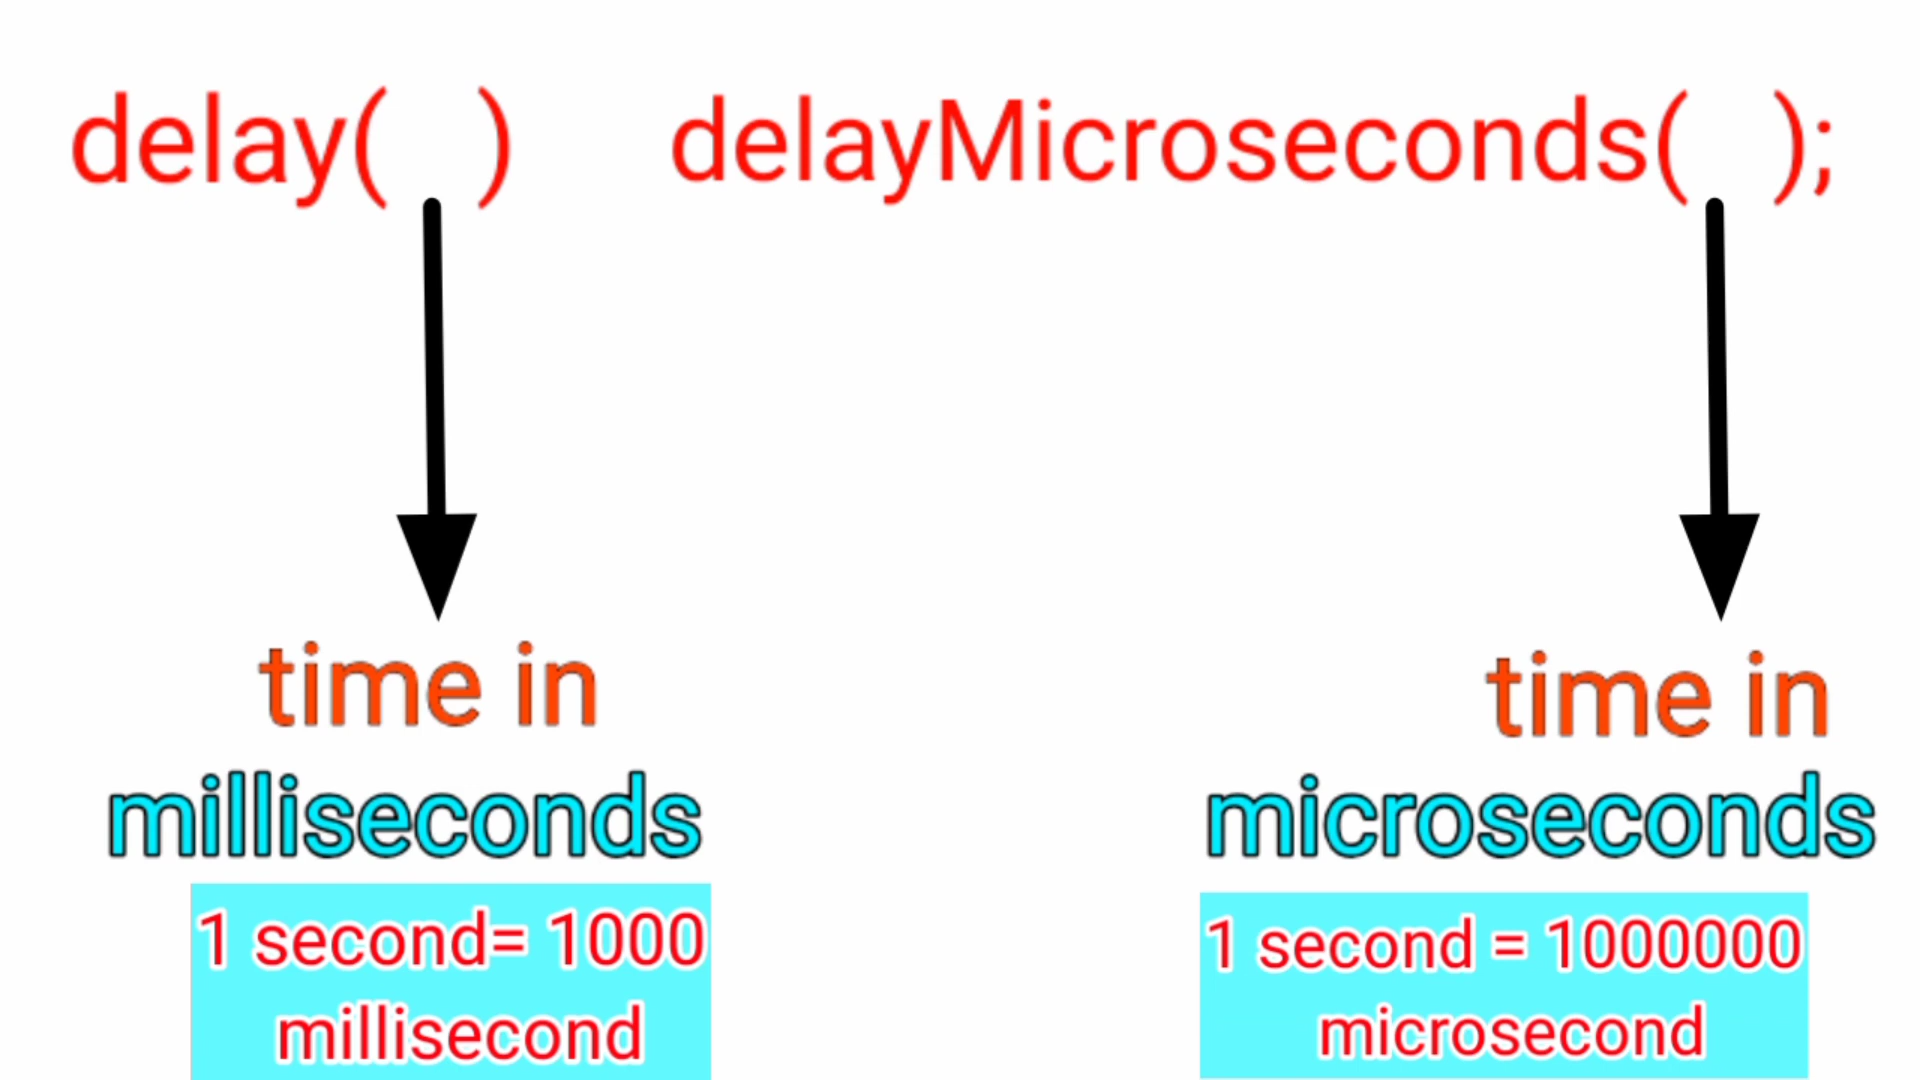 delay( )
delayMicroseconds( );
time in
milliseconds
1 second= 1000
millisecond
time in
microseconds
1 second = 1000000
microsecond